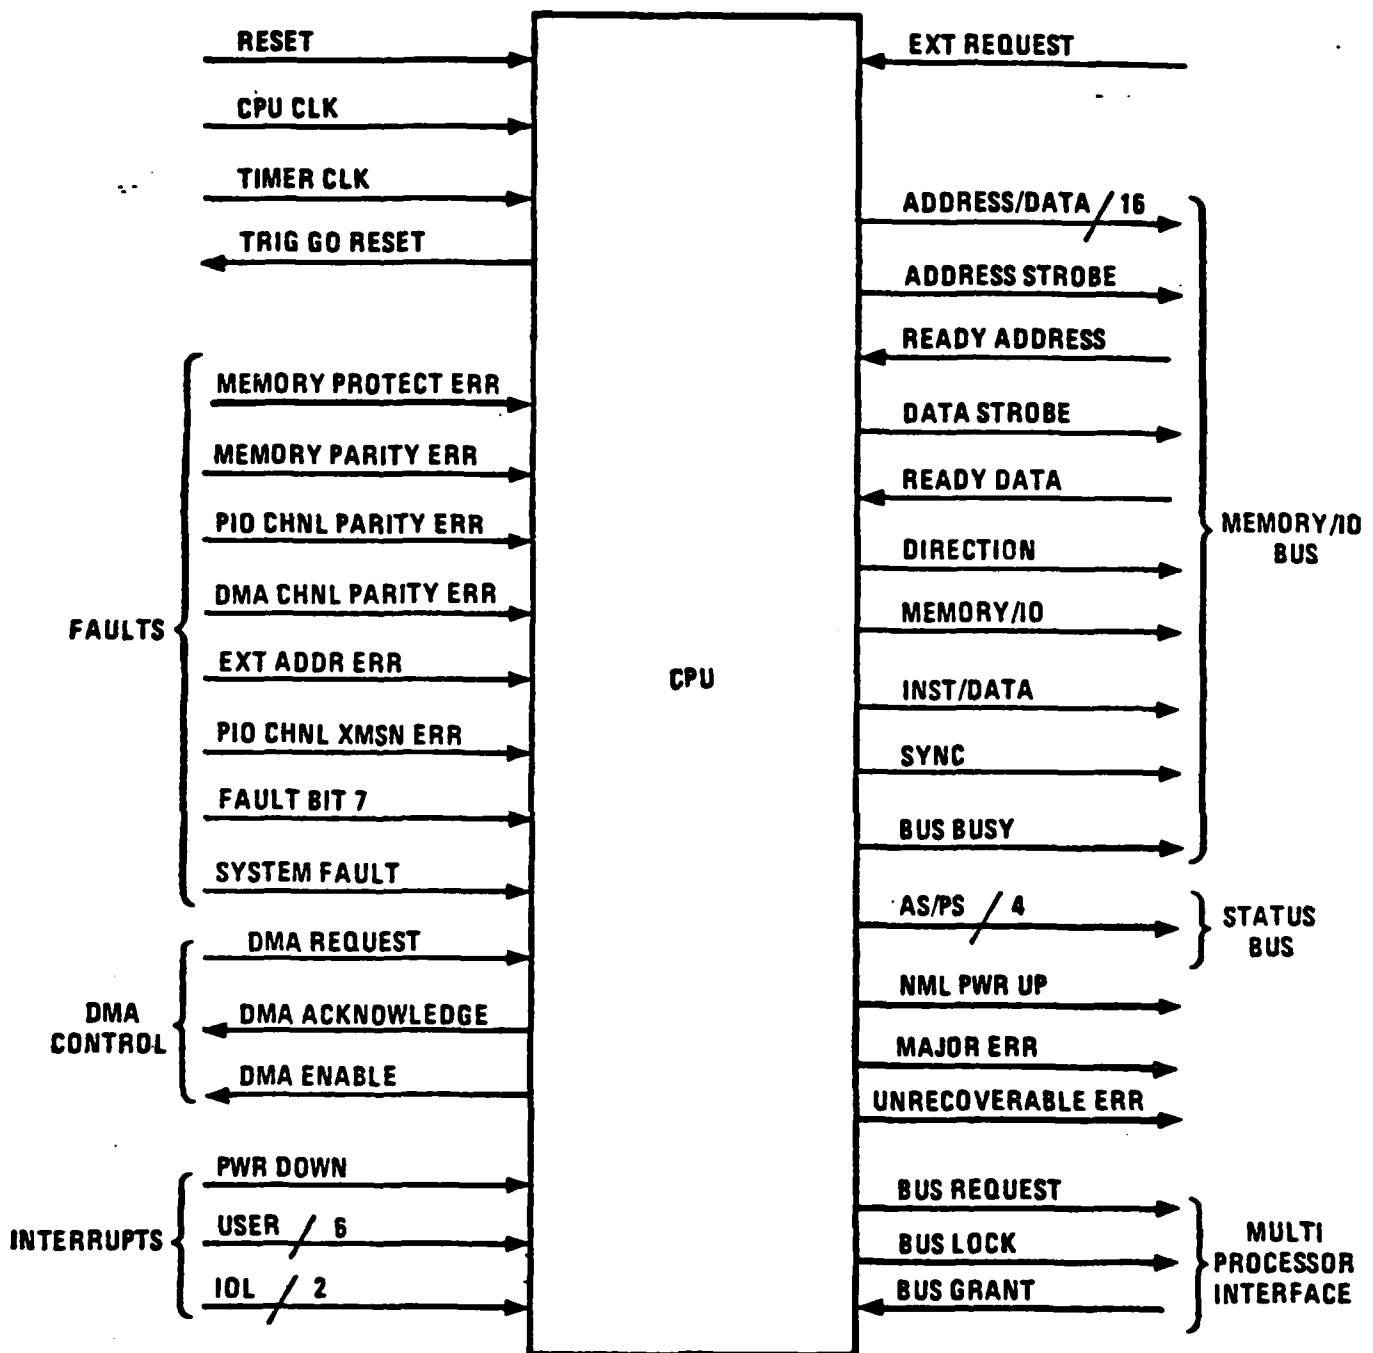 RESET
CPU CLK
TIMER CLK
TRIG GO RESET
FAULTS
MEMORY PROTECT ERR
MEMORY PARITY ERR
PIO CHNL PARITY ERR
DMA CHNL PARITY ERR
EXT ADDR ERR
PIO CHNL XMSN ERR
FAULT BIT 7
SYSTEM FAULT
DMA
CONTROL
DMA REQUEST
DMA ACKNOWLEDGE
DMA ENABLE
INTERRUPTS
PWR DOWN
USER / 6
IOL / 2
CPU
EXT REQUEST
ADDRESS/DATA / 16
ADDRESS STROBE
READY ADDRESS
DATA STROBE
READY DATA
DIRECTION
MEMORY/IO
INST/DATA
SYNC
BUS BUSY
MEMORY/IO
BUS
AS/PS / 4
STATUS
BUS
NML PWR UP
MAJOR ERR
UNRECOVERABLE ERR
BUS REQUEST
BUS LOCK
BUS GRANT
MULTI
PROCESSOR
INTERFACE